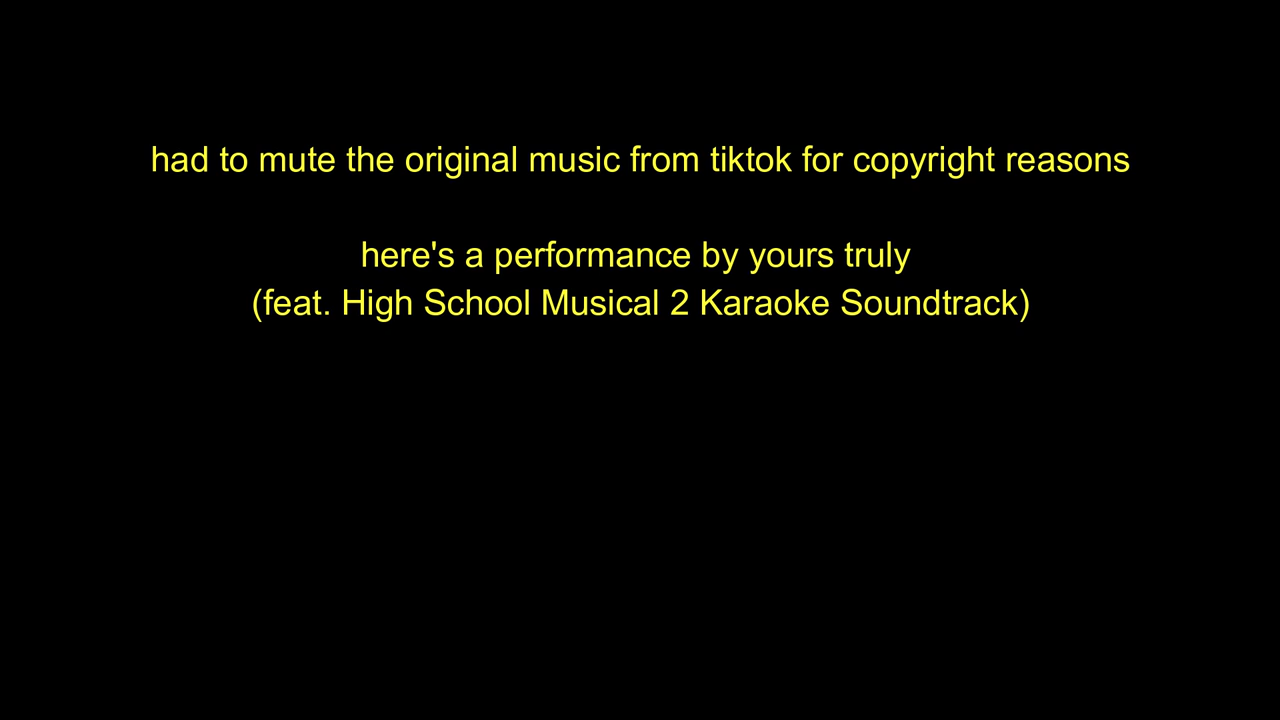 had to mute the original music from tiktok for copyright reasons
here's a performance by yours truly
(feat. High School Musical 2 Karaoke Soundtrack)